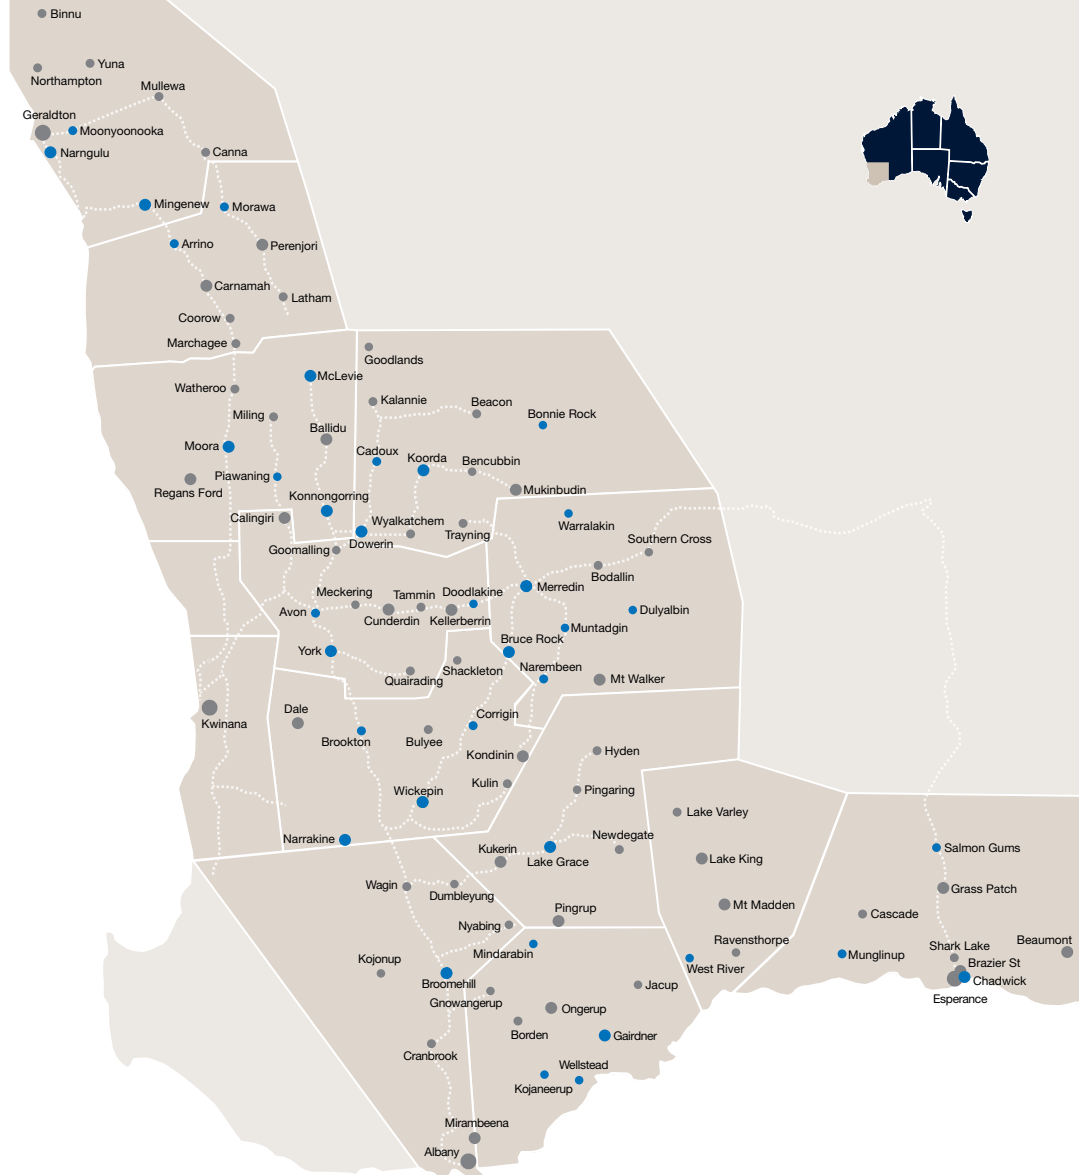 Binnu
Yuna
Northampton
Mullewa
Geraldton
Moonyoonooka
Narngulu
Canna
Mingenew
Morawa
Arrino
Perenjori
Carnamah
Latham
Coorow
Marchagee
Goodlands
McLevie
Watheroo
Kalannie
Beacon
Miling
Bonnie Rock
Ballidu
Moora
Cadoux
Koorda
Bencubbin
Piawaning
Regans Ford
Mukinbudin
Konnongorring
Calingiri
Wyalkatchem
Warralakin
Trayning
Southern Cross
Dowerin
Goomalling
Bodallin
Merredin
Meckering
Tammin
Doodlakine
Avon
Cunderdin
Kellerberrin
Dulyalbin
Muntadgin
Bruce Rock
York
Shackleton
Narembeen
Quairading
Mt Walker
Dale
Kwinana
Corrigin
Brookton
Bulyee
Hyden
Kondinin
Kulin
Pingaring
Wickepin
Lake Varley
Narrakine
Newdegate
Kukerin
Lake Grace
Salmon Gums
Lake King
Wagin
Dumbleyung
Grass Patch
Mt Madden
Pingrup
Cascade
Nyabing
Ravensthorpe
Beaumont
Shark Lake
Mindarabin
Munglinup
Kojonup
West River
Brazier St
Broomehill
Chadwick
Jacup
Gnowangerup
Esperance
Ongerup
Borden
Gairdner
Cranbrook
Wellstead
Kojaneerup
Mirambeena
Albany